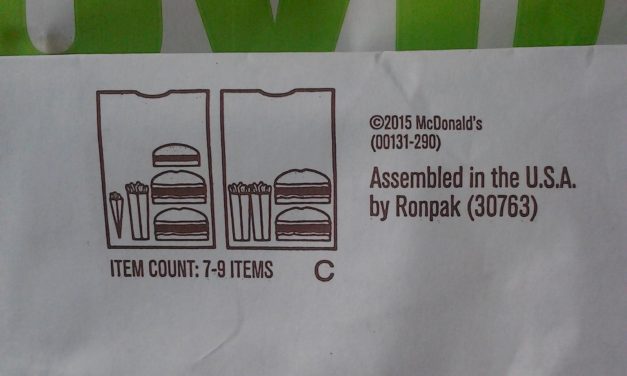 ©2015 McDonald's
(00131-290)
Assembled in the U.S.A.
by Ronpak (30763)
ITEM COUNT: 7-9 ITEMS C